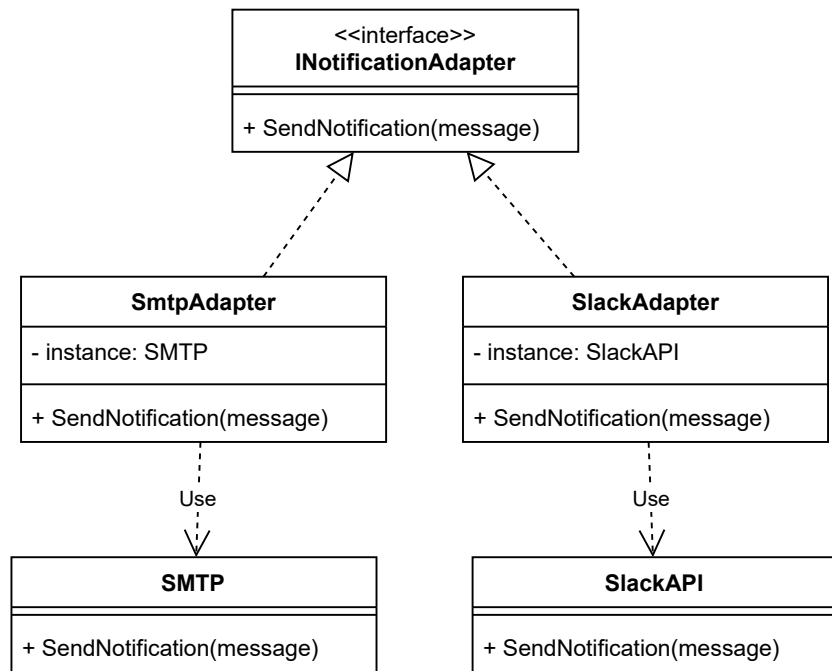 <<interface>>
INotificationAdapter
+ SendNotification(message)
SmtpAdapter
- instance: SMTP
+ SendNotification(message)
SlackAdapter
- instance: SlackAPI
+ SendNotification(message)
Use
Use
SMTP
+ SendNotification(message)
SlackAPI
+ SendNotification(message)